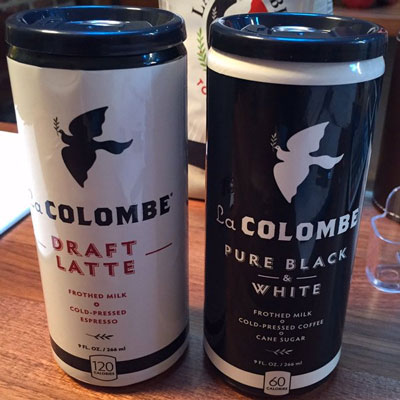 La COLOMBE
DRAFT
LATTE
FROTHED MILK
COLD-PRESSED
ESPRESSO
9 FL. OZ. / 266 ml
120
CALORIES
La COLOMBE
PURE BLACK
&
WHITE
FROTHED MILK
COLD-PRESSED COFFEE
CANE SUGAR
9 FL. OZ. / 266 ml
60
CALORIES